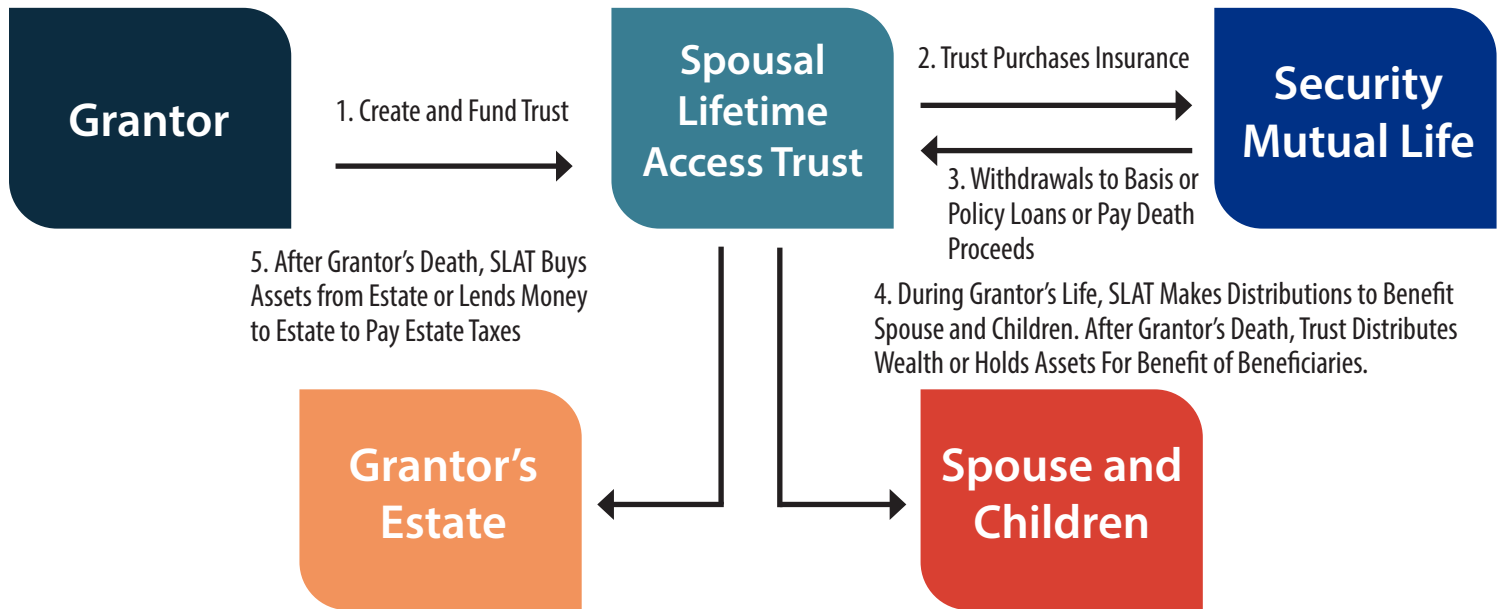 Grantor
1. Create and Fund Trust
Spousal
Lifetime
Access Trust
2. Trust Purchases Insurance
Security
Mutual Life
3. Withdrawals to Basis or
Policy Loans or Pay Death
Proceeds
5. After Grantor’s Death, SLAT Buys
Assets from Estate or Lends Money
to Estate to Pay Estate Taxes
4. During Grantor’s Life, SLAT Makes Distributions to Benefit
Spouse and Children. After Grantor’s Death, Trust Distributes
Wealth or Holds Assets For Benefit of Beneficiaries.
Grantor’s
Estate
Spouse and
Children